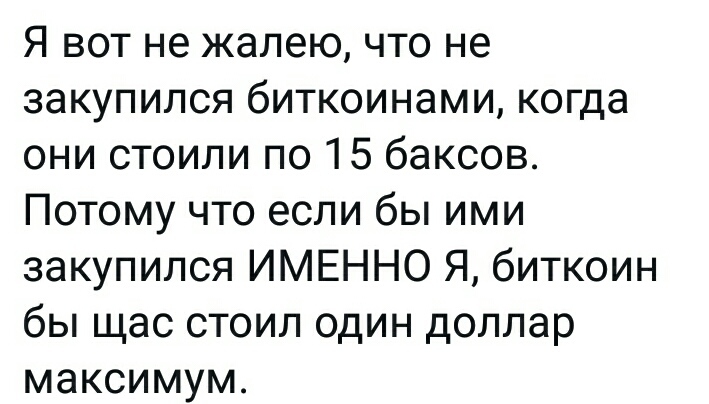 Я вот не жалею, что не
закупился биткоинами, когда
они стоили по 15 баксов.
Потому что если бы ими
закупился ИМЕННО Я, биткоин
бы щас стоил один доллар
максимум.